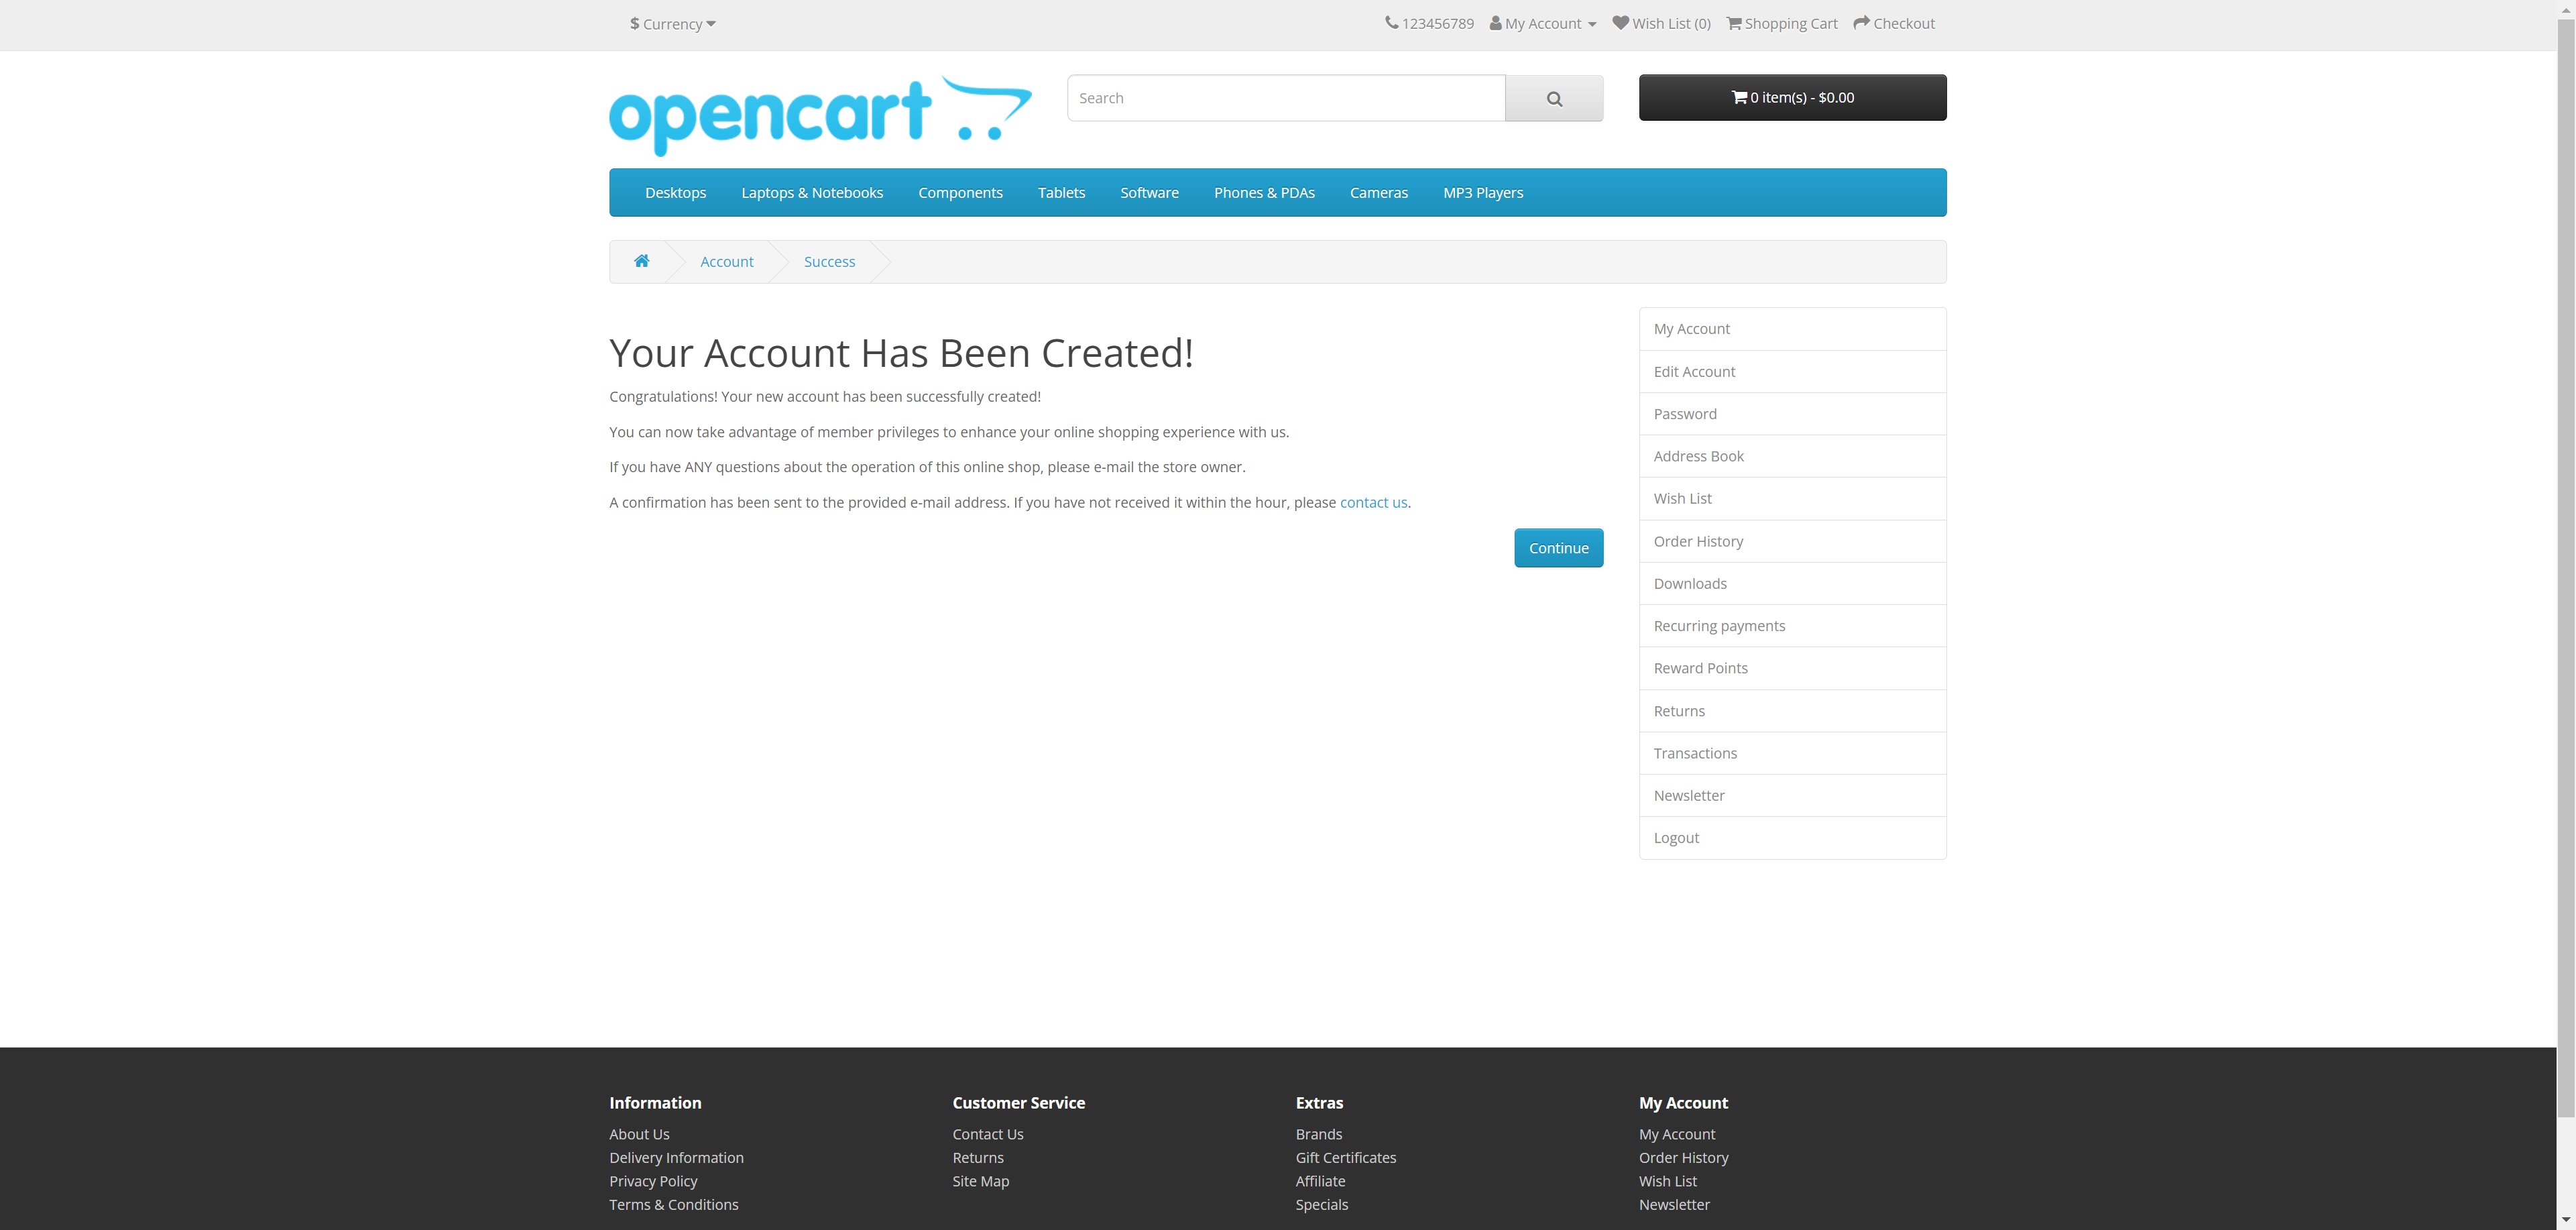 $ Currency
123456789 My Account Wish List (0) Shopping Cart Checkout
opencart
Search
0 item(s) - $0.00
Desktops Laptops & Notebooks Components Tablets Software Phones & PDAs Cameras MP3 Players
Account Success
Your Account Has Been Created!
Congratulations! Your new account has been successfully created!
You can now take advantage of member privileges to enhance your online shopping experience with us.
If you have ANY questions about the operation of this online shop, please e-mail the store owner.
A confirmation has been sent to the provided e-mail address. If you have not received it within the hour, please contact us.
Continue
My Account
Edit Account
Password
Address Book
Wish List
Order History
Downloads
Recurring payments
Reward Points
Returns
Transactions
Newsletter
Logout
Information
About Us
Delivery Information
Privacy Policy
Terms & Conditions
Customer Service
Contact Us
Returns
Site Map
Extras
Brands
Gift Certificates
Affiliate
Specials
My Account
My Account
Order History
Wish List
Newsletter